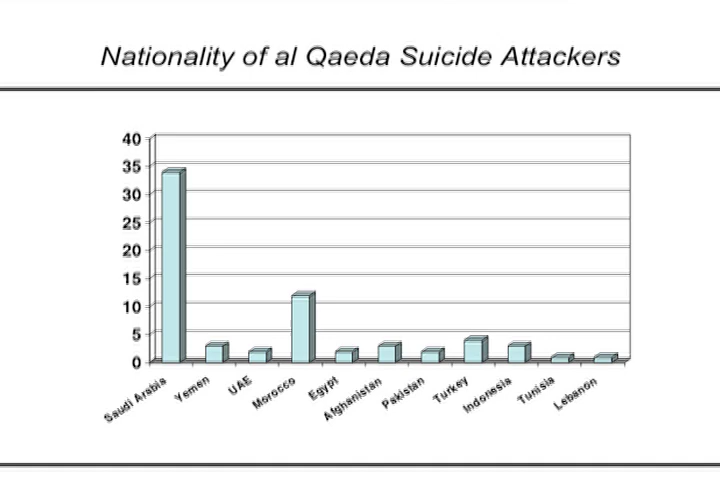 Nationality of al Qaeda Suicide Attackers
40
35
30
25
20
15
10
5
0
Saudi Arabia
Yemen
UAE
Morocco
Egypt
Afghanistan
Pakistan
Turkey
Indonesia
Tunisia
Lebanon